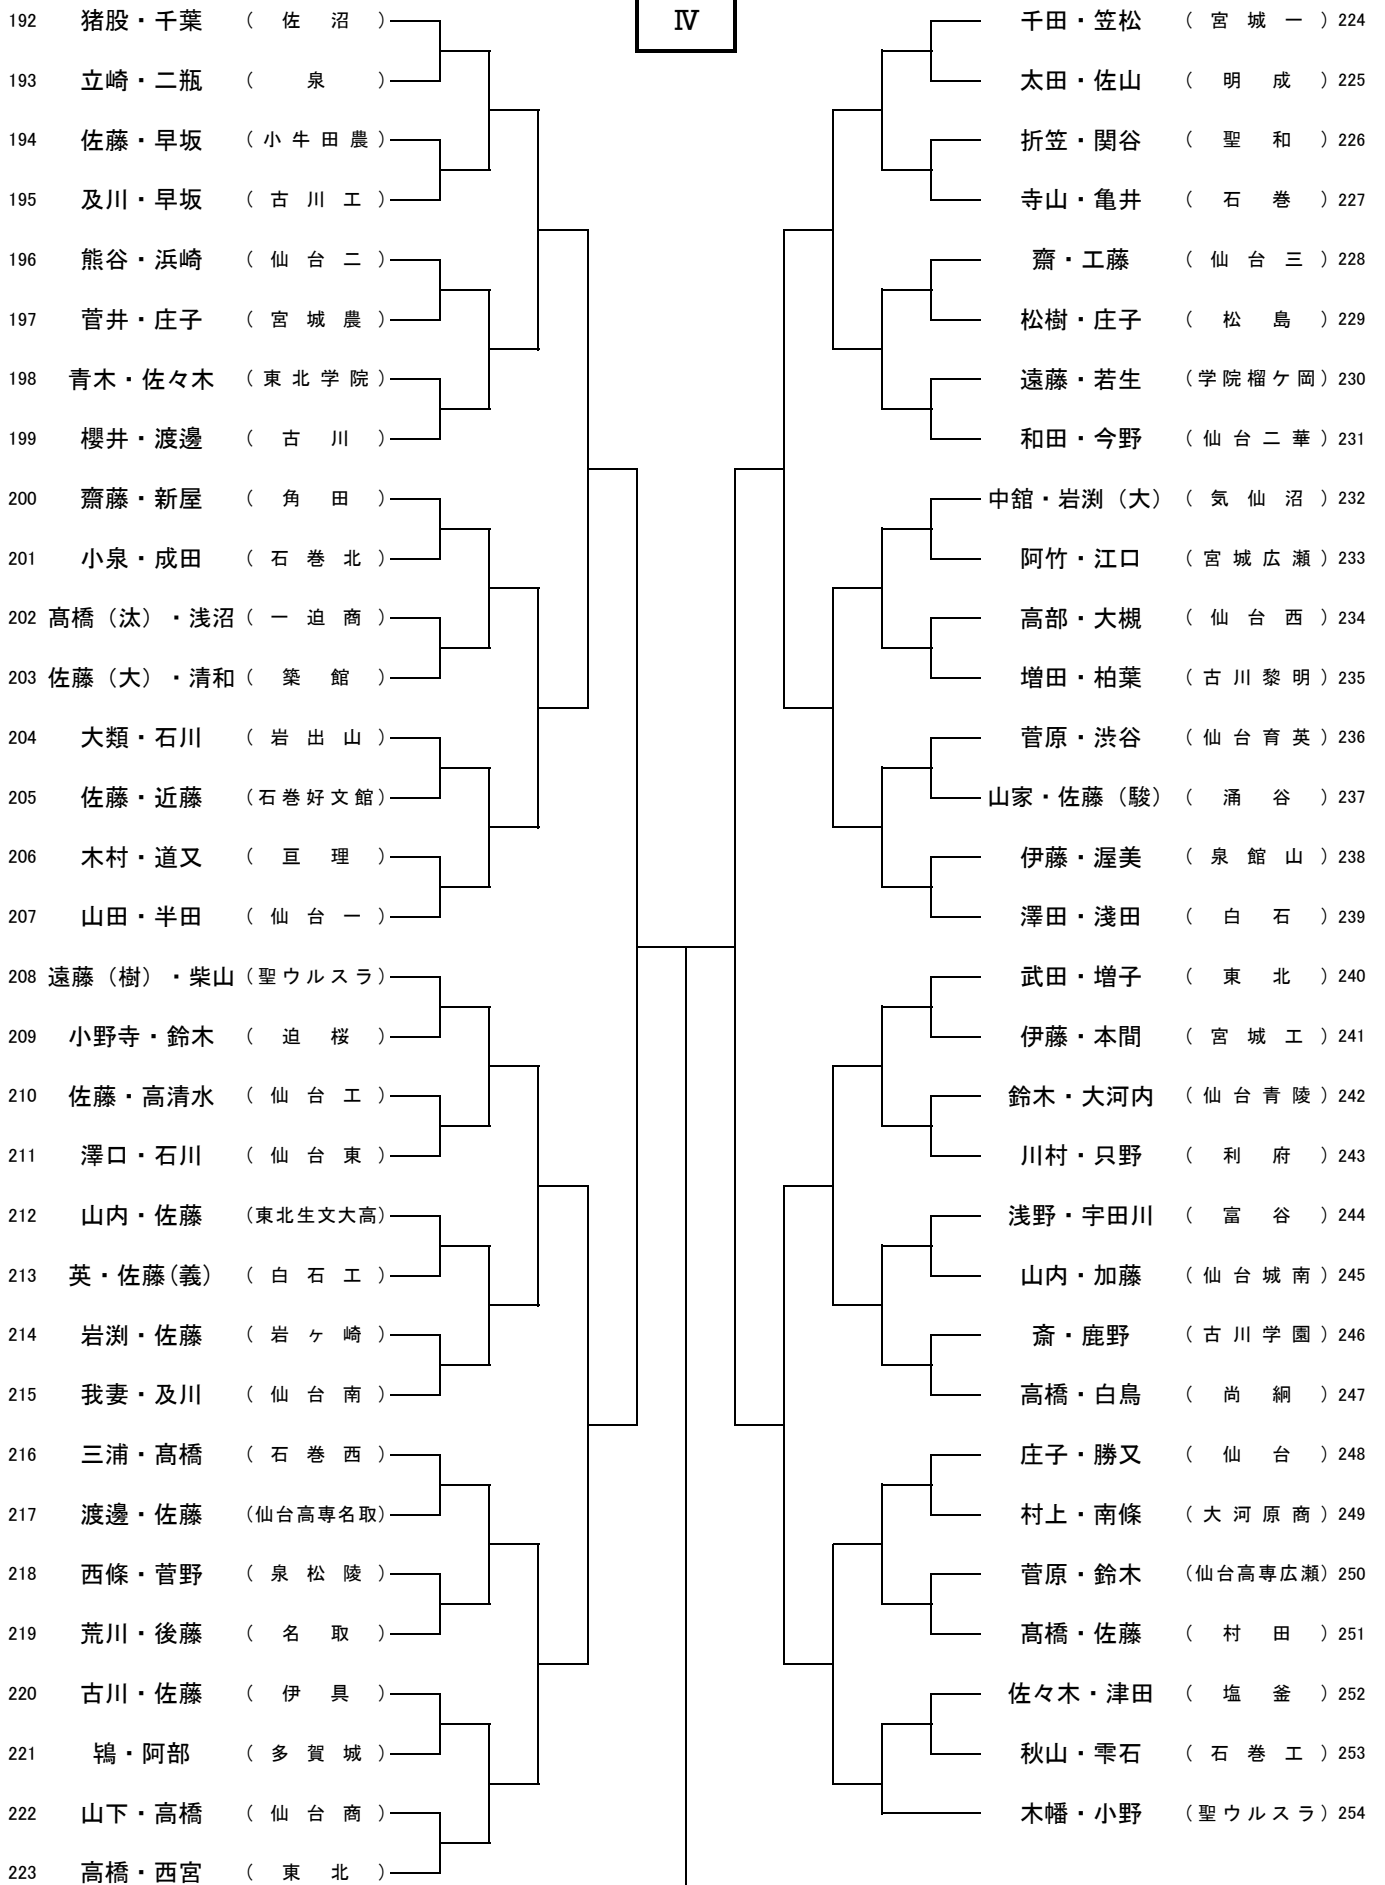 Ⅳ
192 猪股・千葉 (佐沼)
193 立崎・二瓶 (泉)
194 佐藤・早坂 (小牛田農)
195 及川・早坂 (古川工)
196 熊谷・浜崎 (仙台二)
197 菅井・庄子 (宮城農)
198 青木・佐々木 (東北学院)
199 櫻井・渡邊 (古川)
200 齋藤・新屋 (角田)
201 小泉・成田 (石巻北)
202 髙橋（汰）・浅沼 (一迫商)
203 佐藤（大）・清和 (築館)
204 大類・石川 (岩出山)
205 佐藤・近藤 (石巻好文館)
206 木村・道又 (亘理)
207 山田・半田 (仙台一)
208 遠藤（樹）・柴山 (聖ウルスラ)
209 小野寺・鈴木 (迫桜)
210 佐藤・高清水 (仙台工)
211 澤口・石川 (仙台東)
212 山内・佐藤 (東北生文大高)
213 英・佐藤(義) (白石工)
214 岩渕・佐藤 (岩ヶ崎)
215 我妻・及川 (仙台南)
216 三浦・髙橋 (石巻西)
217 渡邊・佐藤 (仙台高専名取)
218 西條・菅野 (泉松陵)
219 荒川・後藤 (名取)
220 古川・佐藤 (伊具)
221 鴇・阿部 (多賀城)
222 山下・高橋 (仙台商)
223 高橋・西宮 (東北)
千田・笠松 (宮城一) 224
太田・佐山 (明成) 225
折笠・関谷 (聖和) 226
寺山・亀井 (石巻) 227
齋・工藤 (仙台三) 228
松樹・庄子 (松島) 229
遠藤・若生 (学院榴ケ岡) 230
和田・今野 (仙台二華) 231
中舘・岩渕（大） (気仙沼) 232
阿竹・江口 (宮城広瀬) 233
高部・大槻 (仙台西) 234
増田・柏葉 (古川黎明) 235
菅原・渋谷 (仙台育英) 236
山家・佐藤（駿） (涌谷) 237
伊藤・渥美 (泉館山) 238
澤田・淺田 (白石) 239
武田・増子 (東北) 240
伊藤・本間 (宮城工) 241
鈴木・大河内 (仙台青陵) 242
川村・只野 (利府) 243
浅野・宇田川 (富谷) 244
山内・加藤 (仙台城南) 245
斎・鹿野 (古川学園) 246
高橋・白鳥 (尚絅) 247
庄子・勝又 (仙台) 248
村上・南條 (大河原商) 249
菅原・鈴木 (仙台高専広瀬) 250
髙橋・佐藤 (村田) 251
佐々木・津田 (塩釜) 252
秋山・雫石 (石巻工) 253
木幡・小野 (聖ウルスラ) 254